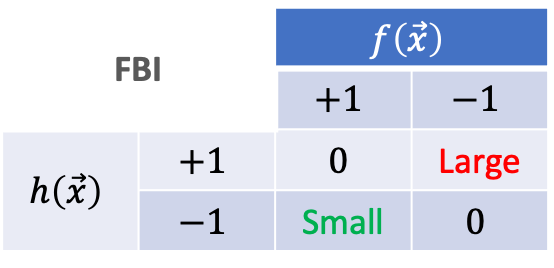 f(x⃗)
FBI
+1 −1
h(x⃗) +1 0 Large
−1 Small 0